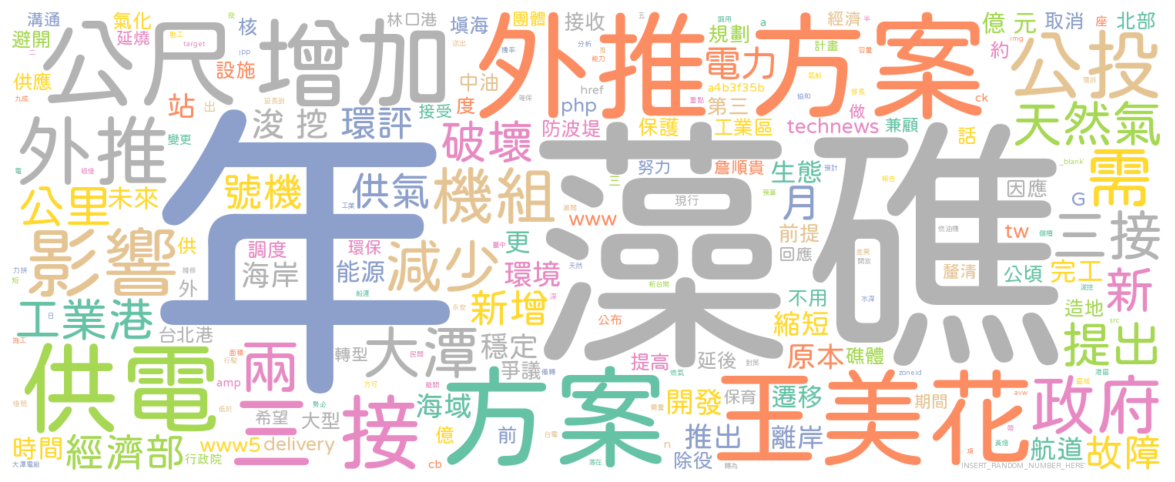 溝通
氣化
林口港
填海
團體
接收
經濟
億
元
取消
座
北部
避開
延燒
核
公尺
增加
外推方案
規劃
a
計畫
約
公投
target
供應
設施
中油
電力
九成
站
出
度
href
a4b3f35b
php
第三
做
ck
天然氣
外推
浚
挖
環評
接受
破壞
防波堤
保護
工業區
technews
兼顧
話
變更
年
藻礁
_blank
需
努力
詹順貴
生態
公里
未來
號機
供氣
機組
三
現行
月
因應
G
三接
www
tw
影響
供
調度
環保
減少
更
前提
回應
外
海岸
能源
環境
釐清
公頃
完工
新
不用
工業港
台北港
新增
公布
縮短
造地
src
提出
大潭
穩定
轉型
爭議
提高
延後
原本
礁體
供電
兩
amp
三接
方案
王美花
zoneid
政府
希望
大型
海域
開發
保育
遷移
期間
時間
經濟部
www5
delivery
億
前
n
推出
離岸
航道
故障
行政院
cb
除役
大潭電廠
INSERT_RANDOM_NUMBER_HERE